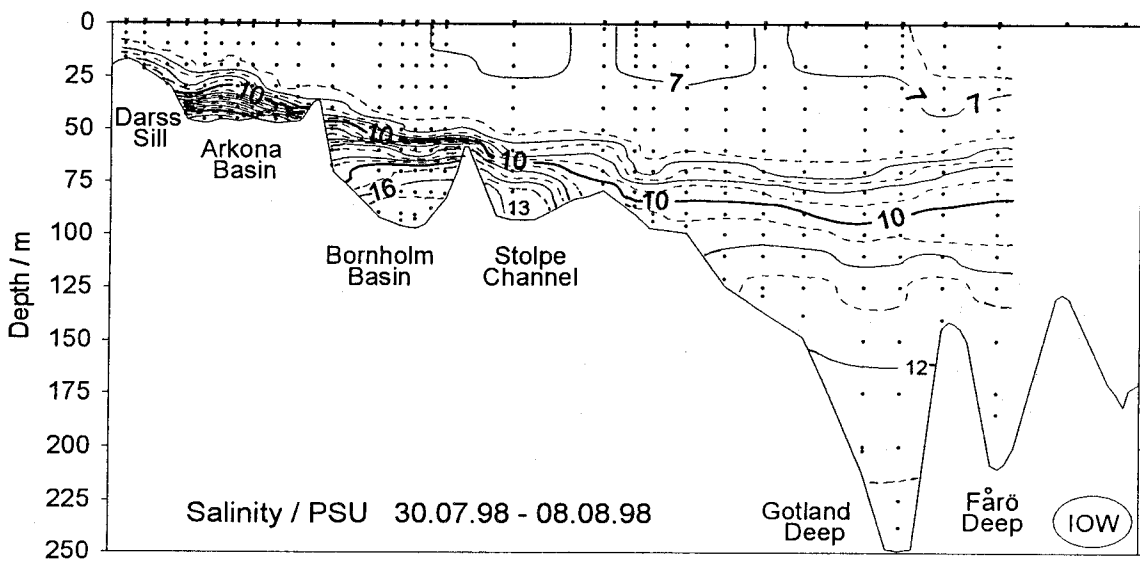 0
25
50
75
100
125
150
175
200
225
250
Depth / m
Darss
Sill
Arkona
Basin
Bornholm
Basin
Stolpe
Channel
Gotland
Deep
Fårö
Deep
10
10
16
10
13
10
10
7
7
7
12
Salinity / PSU 30.07.98 - 08.08.98
IOW